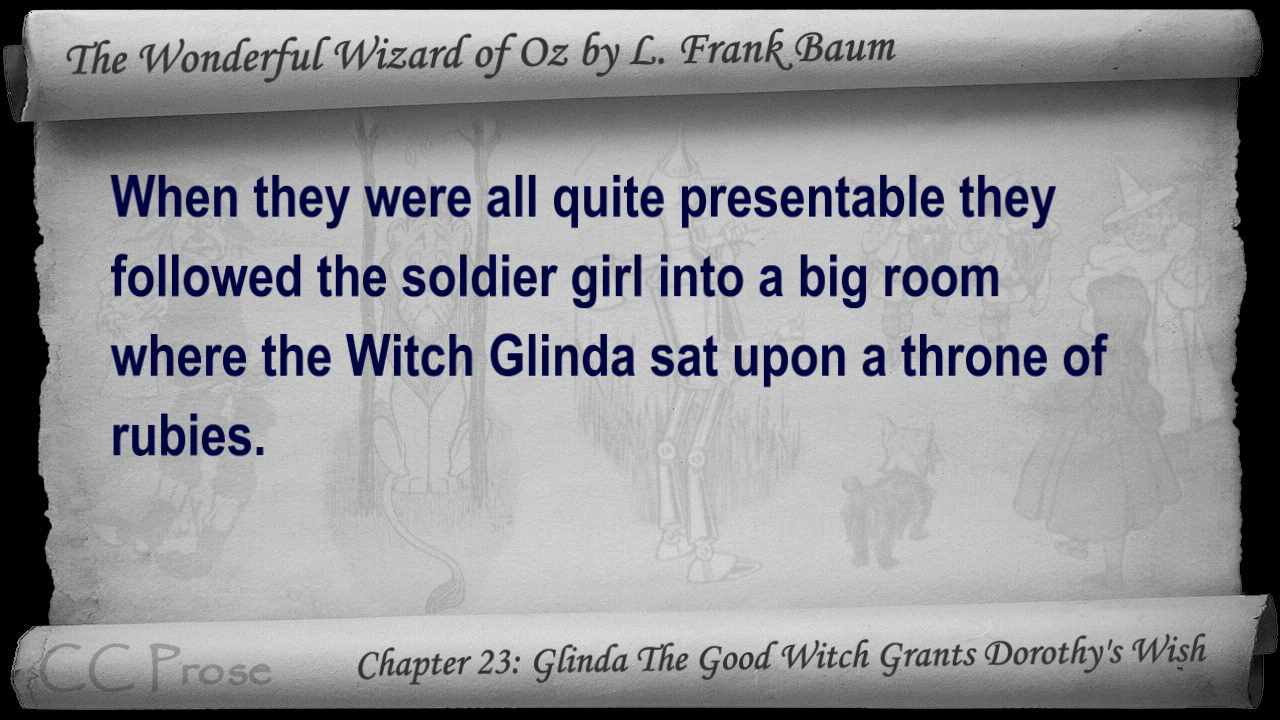 The Wonderful Wizard of Oz by L. Frank Baum
When they were all quite presentable they
followed the soldier girl into a big room
where the Witch Glinda sat upon a throne of
rubies.
CC Prose
Chapter 23: Glinda The Good Witch Grants Dorothy's Wish